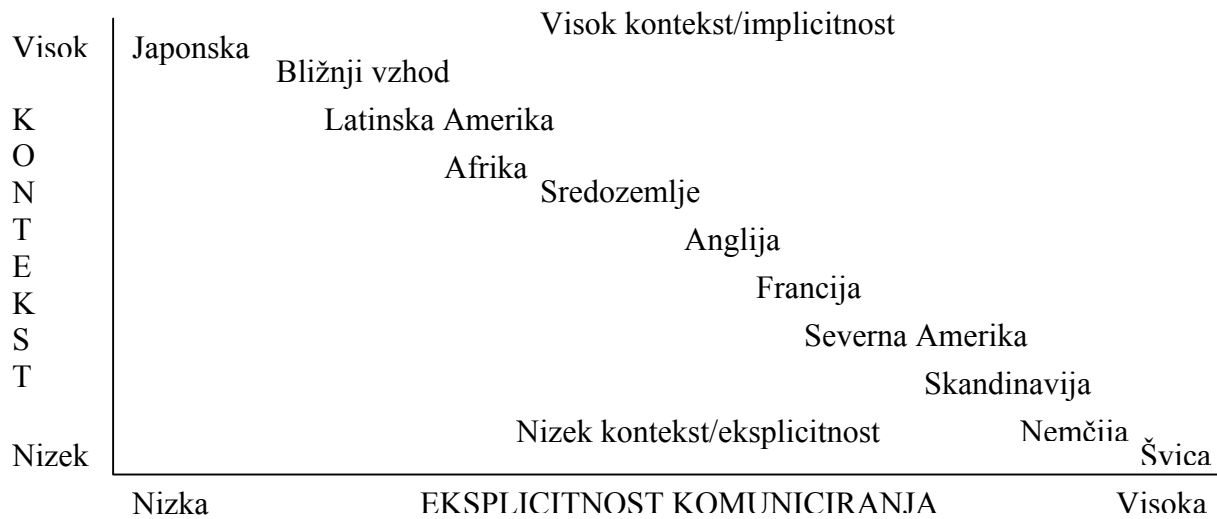 Visok kontekst/implicitnost
Visok
Japonska
Bližnji vzhod
Latinska Amerika
Afrika
Sredozemlje
Anglija
Francija
Severna Amerika
Skandinavija
Nemčija
Švica
K
O
N
T
E
K
S
T
Nizek kontekst/eksplicitnost
Nizek
Nizka
EKSPLICITNOST KOMUNICIRANJA
Visoka